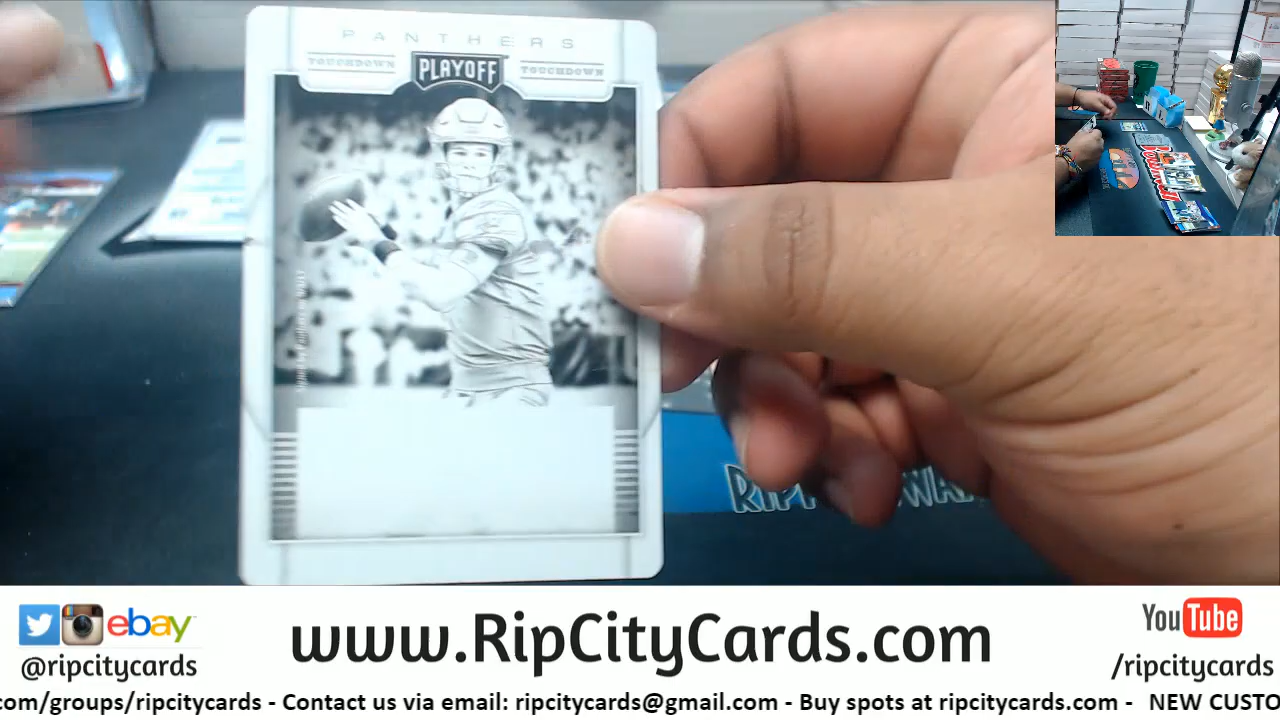 PANTHERS
TOUCHDOWN PLAYOFF TOUCHDOWN
ebay
www.RipCityCards.com
YouTube
@ripcitycards
/ripcitycards
com/groups/ripcitycards - Contact us via email: ripcitycards@gmail.com - Buy spots at ripcitycards.com - NEW CUSTO